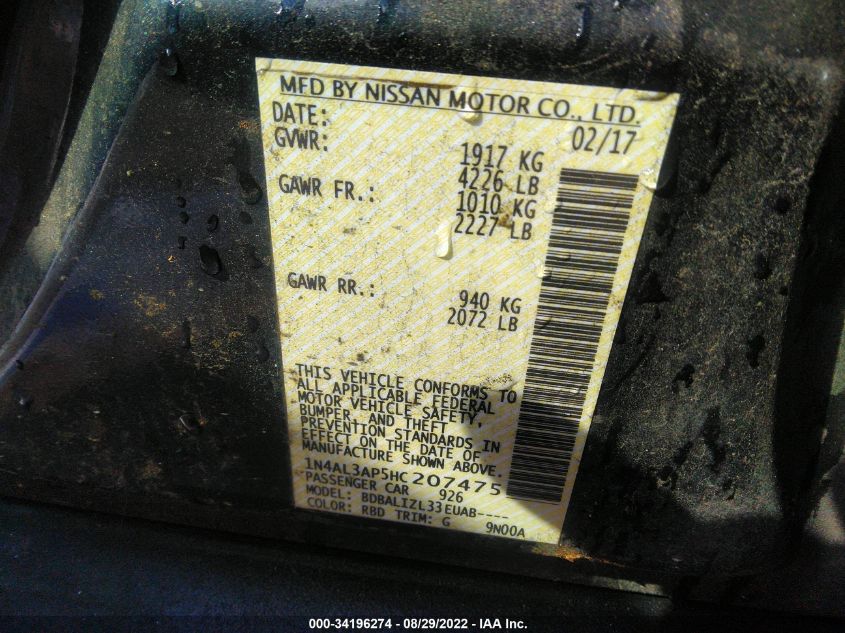 MFD BY NISSAN MOTOR CO., LTD.
DATE: 02/17
GVWR: 1917 KG
4226 LB
GAWR FR.: 1010 KG
2227 LB
GAWR RR.: 940 KG
2072 LB
THIS VEHICLE CONFORMS TO
ALL APPLICABLE FEDERAL
MOTOR VEHICLE SAFETY,
BUMPER, AND THEFT
PREVENTION STANDARDS IN
EFFECT ON THE DATE OF
MANUFACTURE SHOWN ABOVE.
1N4AL3AP5HC207475
PASSENGER CAR 926
MODEL: BDBALIZL33EUAB----
COLOR: RBD TRIM: G 9N00A
000-34196274 - 08/29/2022 - IAA Inc.